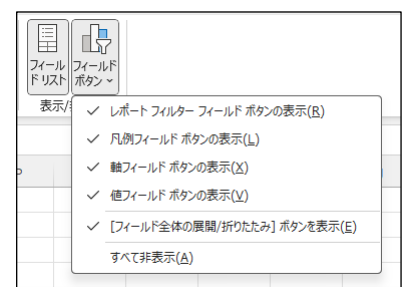 フィール
ド リスト
フィールド
ボタン
表示/
レポート フィルター フィールド ボタンの表示(R)
凡例フィールド ボタンの表示(L)
軸フィールド ボタンの表示(X)
値フィールド ボタンの表示(V)
[フィールド全体の展開/折りたたみ] ボタンを表示(E)
すべて非表示(A)